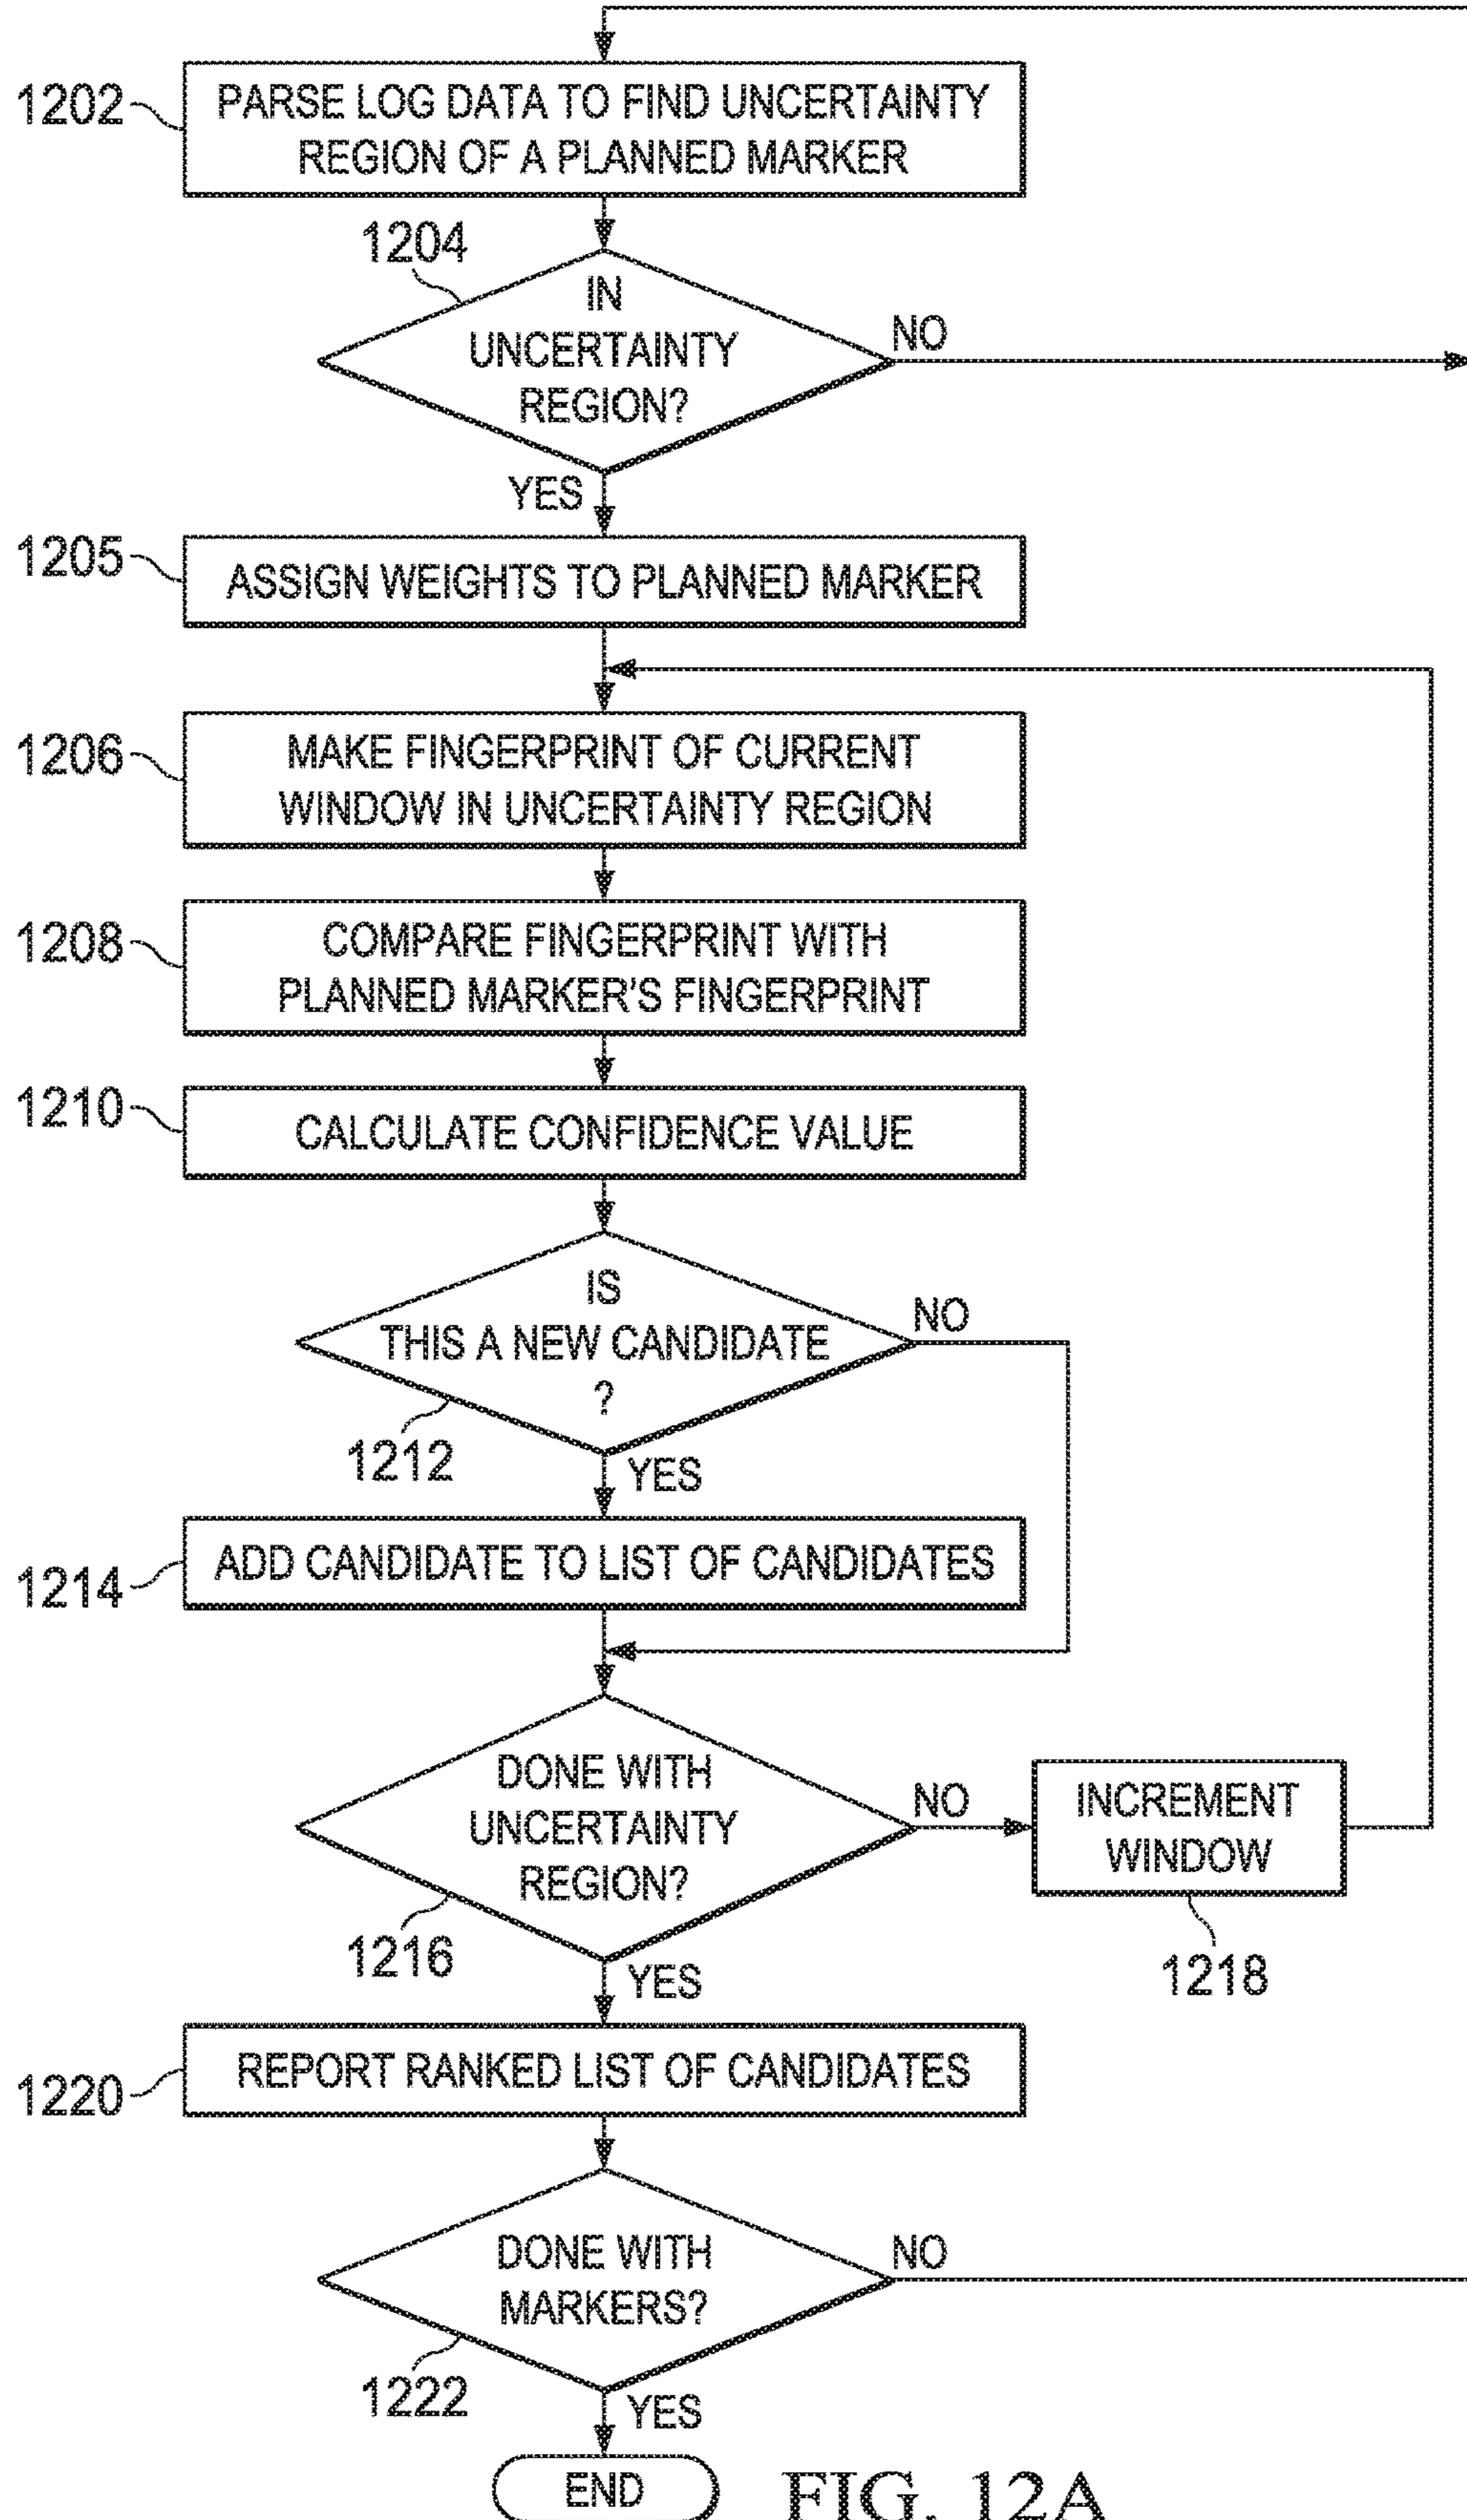 1202
PARSE LOG DATA TO FIND UNCERTAINTY
REGION OF A PLANNED MARKER
1204
IN
UNCERTAINTY
REGION?
NO
YES
1205
ASSIGN WEIGHTS TO PLANNED MARKER
1206
MAKE FINGERPRINT OF CURRENT
WINDOW IN UNCERTAINTY REGION
1208
COMPARE FINGERPRINT WITH
PLANNED MARKER'S FINGERPRINT
1210
CALCULATE CONFIDENCE VALUE
IS
THIS A NEW CANDIDATE
?
NO
1212
YES
1214
ADD CANDIDATE TO LIST OF CANDIDATES
DONE WITH
UNCERTAINTY
REGION?
NO
INCREMENT
WINDOW
1216
1218
YES
1220
REPORT RANKED LIST OF CANDIDATES
DONE WITH
MARKERS?
NO
1222
YES
END
FIG. 12A